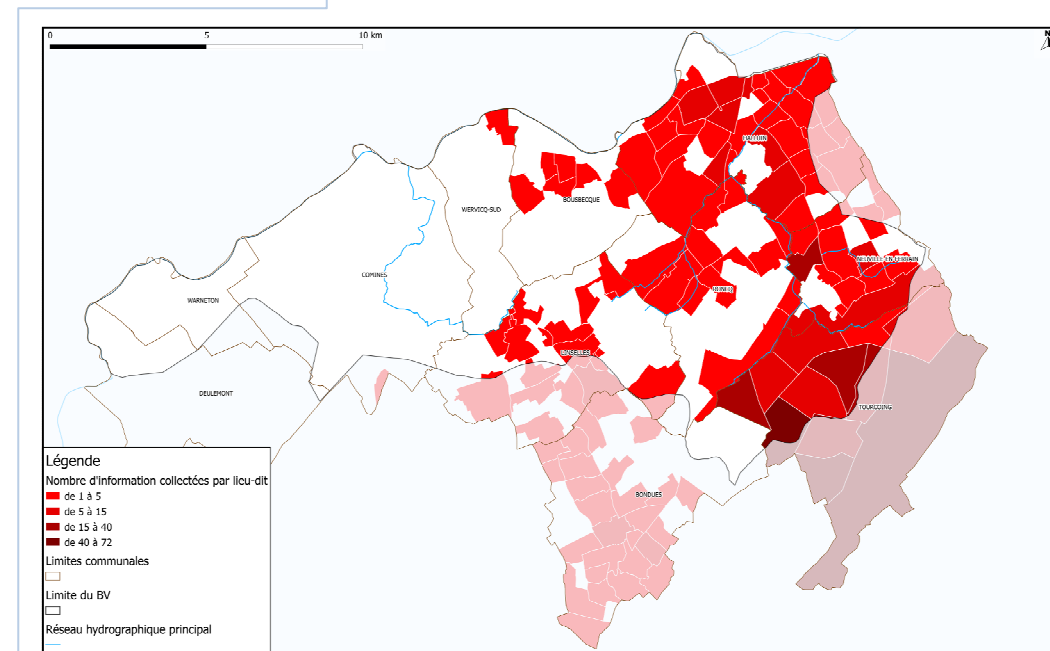 0 5 10 km
N
HALLUIN
WERVICQ-SUD
BOUSBECQUE
NEUVILLE-EN-FERRAIN
COMINES
RONCQ
WARNETON
LINSELLES
DEULEMONT
TOURCOING
BONDUES
Légende
Nombre d'information collectées par lieu-dit
de 1 à 5
de 5 à 15
de 15 à 40
de 40 à 72
Limites communales
Limite du BV
Réseau hydrographique principal